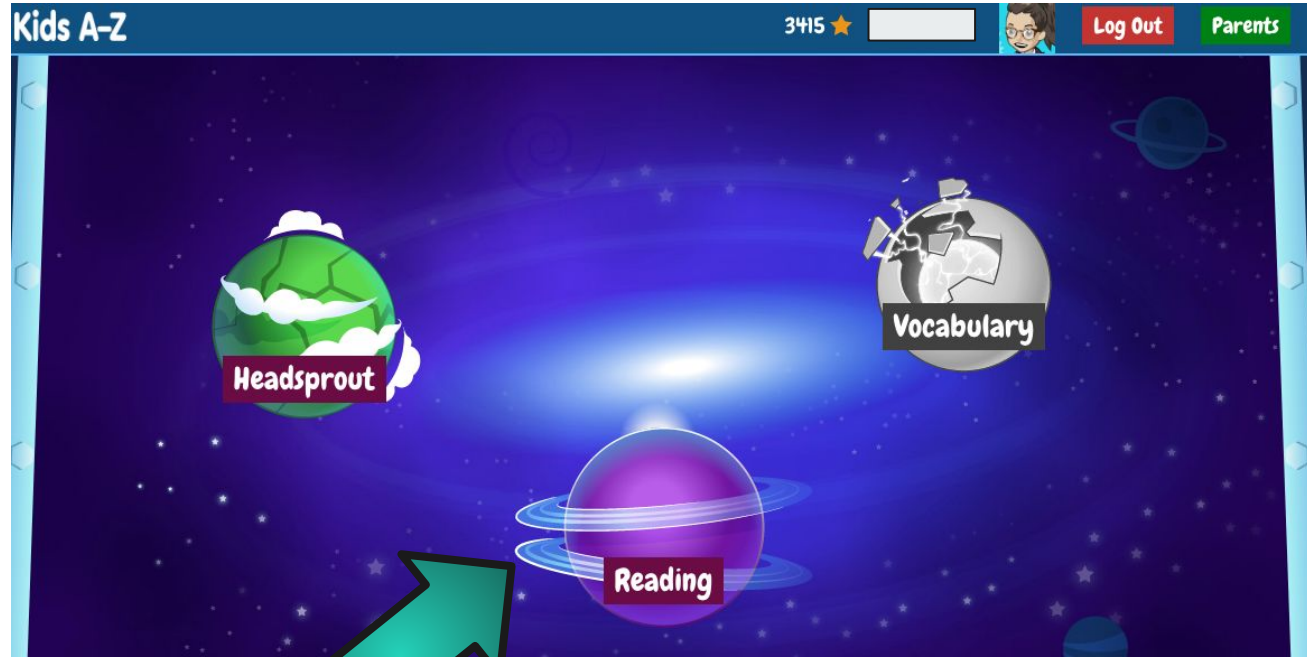 Kids A-Z
3415
Log Out
Parents
Vocabulary
Headsprout
Reading